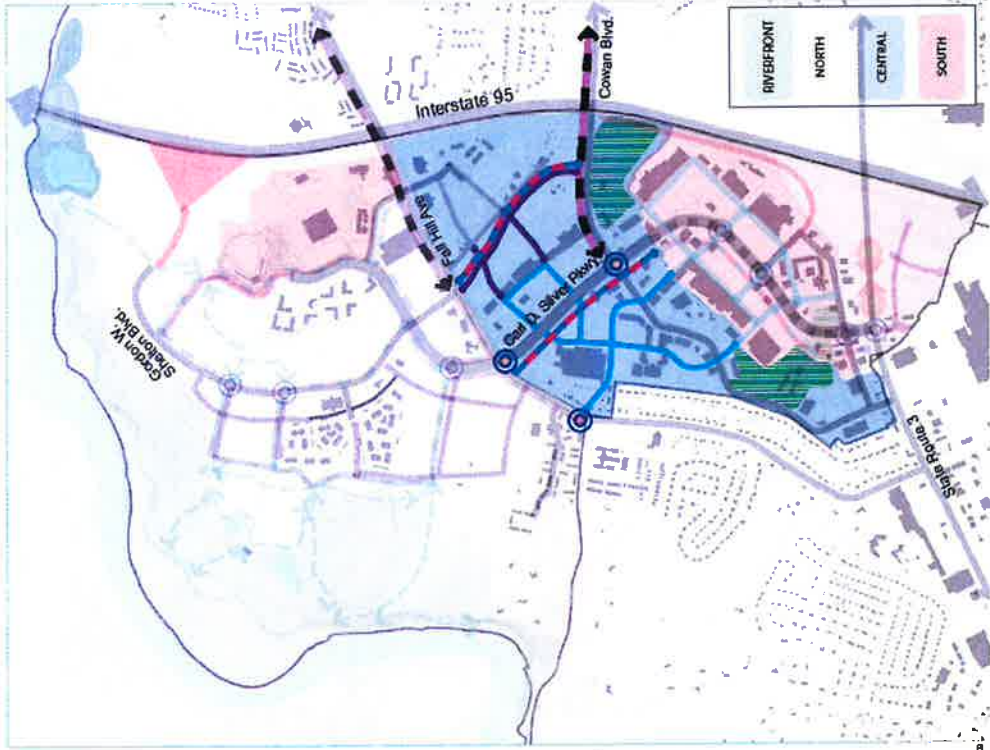 Cowan Blvd.
Interstate 95
Fall Hill Ave
Carl D. Silver Pkwy
Gordon W.
Shelton Blvd.
State Route 3
RIVERFRONT
NORTH
CENTRAL
SOUTH